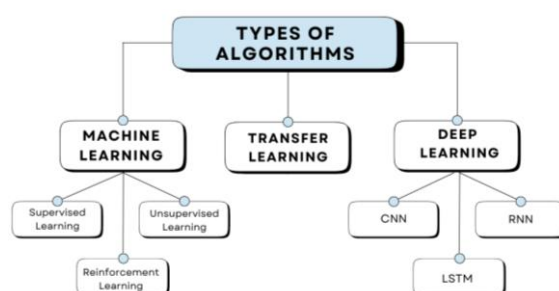 TYPES OF
ALGORITHMS
MACHINE
LEARNING
TRANSFER
LEARNING
DEEP
LEARNING
Supervised
Learning
Unsupervised
Learning
Reinforcement
Learning
CNN
RNN
LSTM